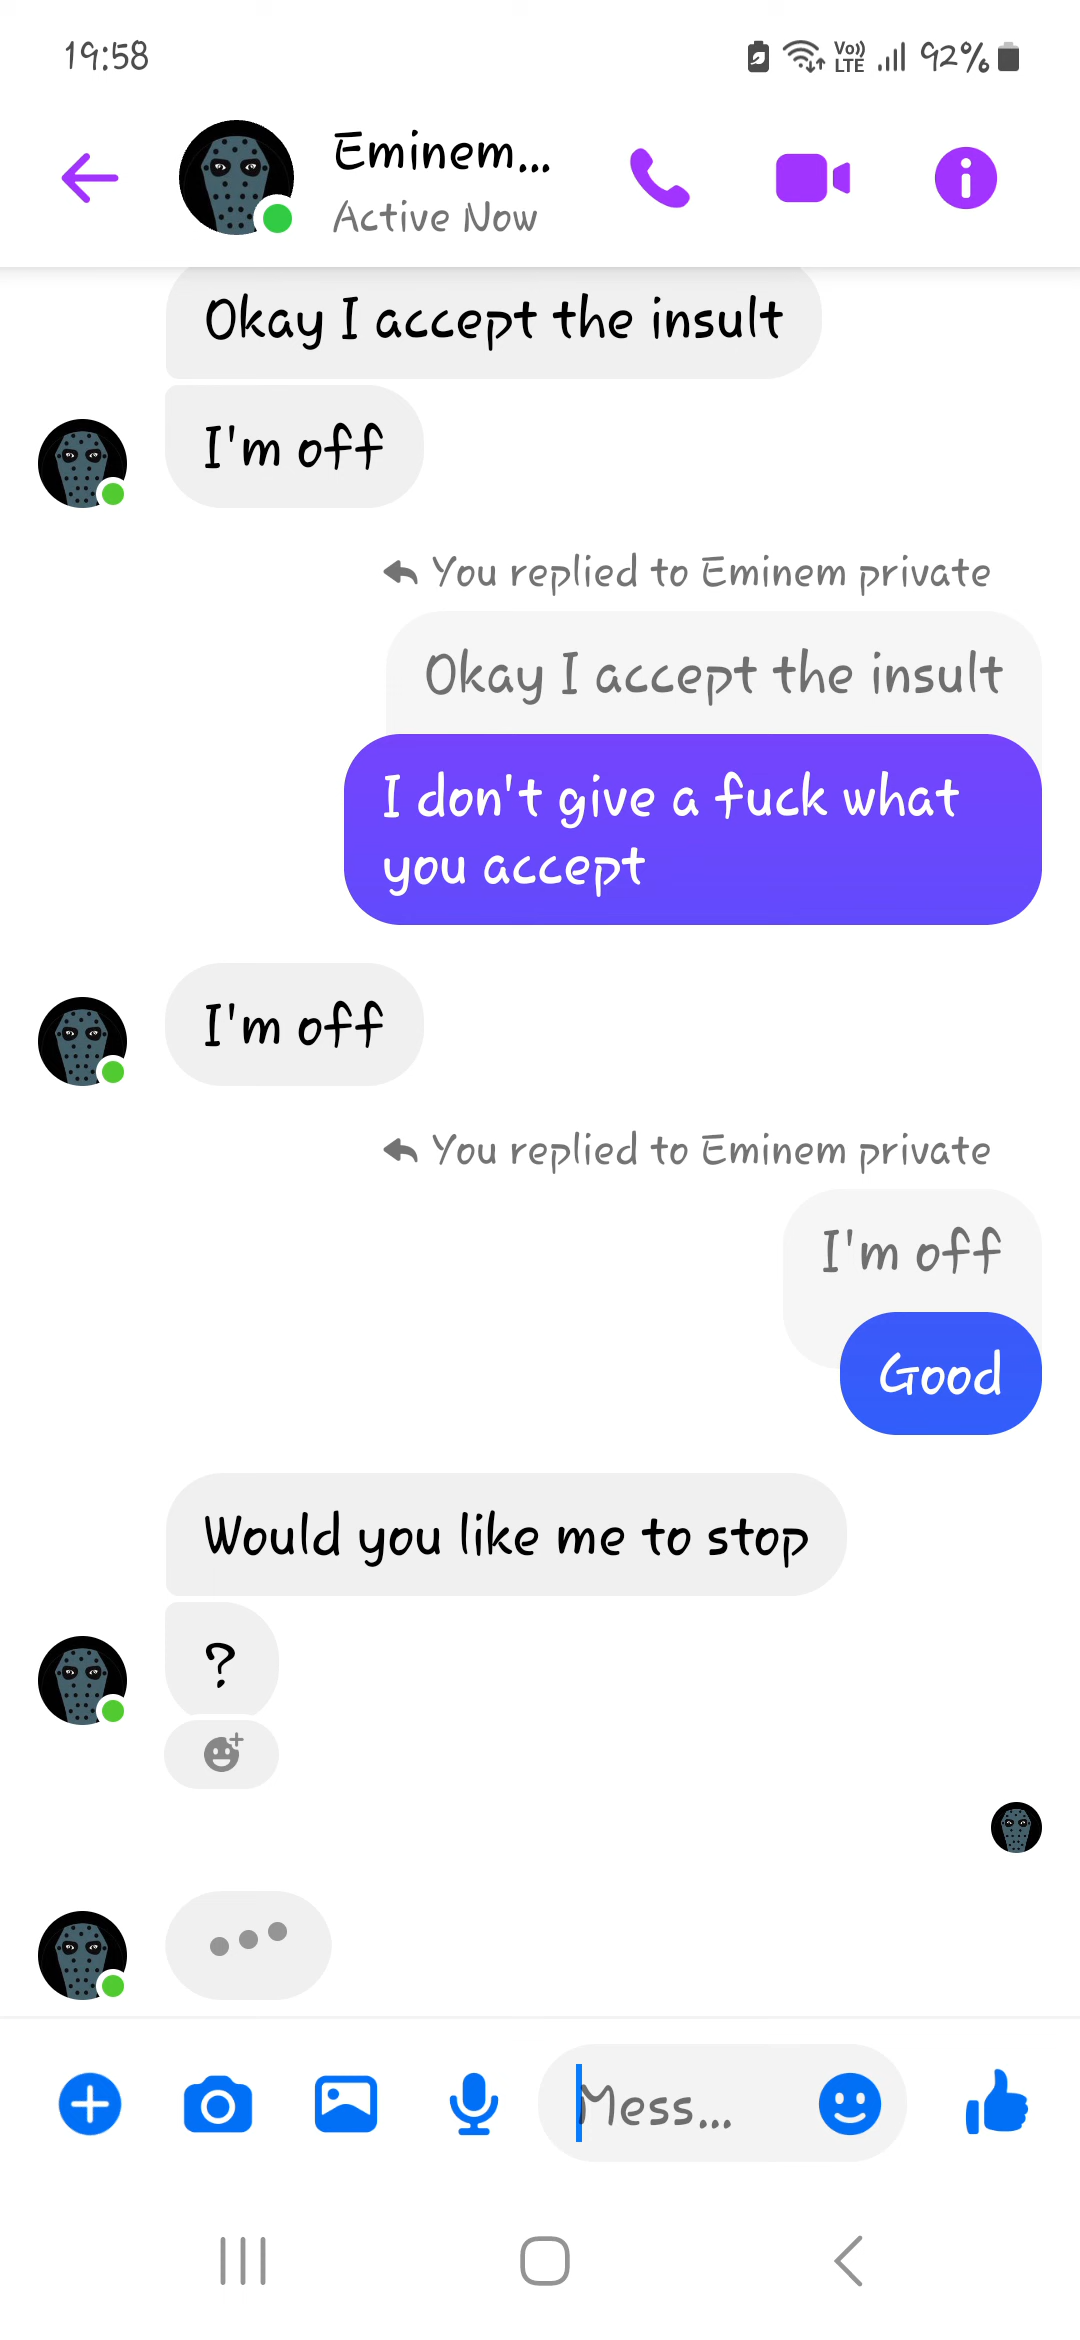 19:58
Vo)) LTE 92%
Eminem...
Active Now
Okay I accept the insult
I'm off
You replied to Eminem private
Okay I accept the insult
I don't give a fuck what
you accept
I'm off
You replied to Eminem private
I'm off
Good
Would you like me to stop
?
Mess...